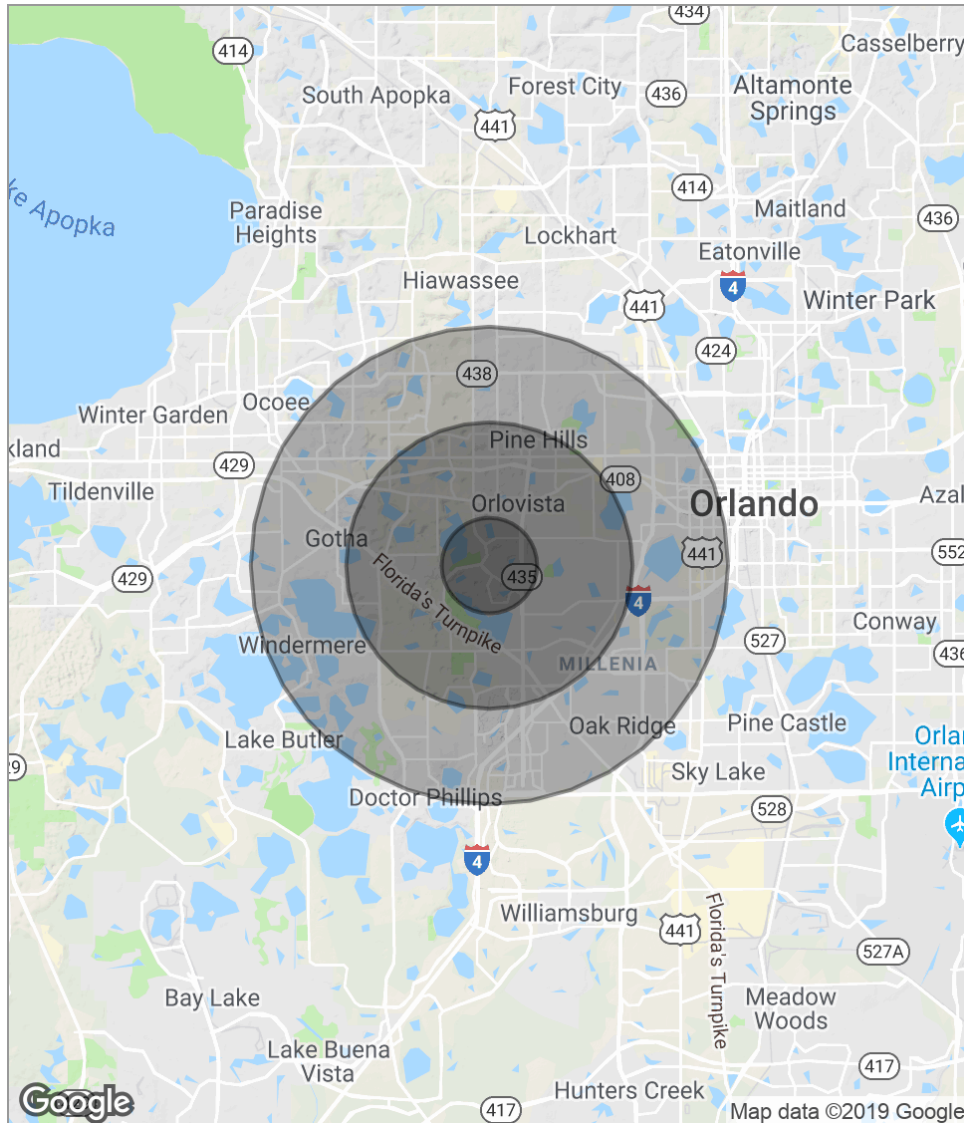 434
Casselberry
414
South Apopka
Forest City
436
Altamonte
Springs
441
ke Apopka
414
Paradise
Heights
Maitland
436
Lockhart
Eatonville
Hiawassee
4
441
Winter Park
424
438
Ocoee
Winter Garden
Pine Hills
kland
429
408
Tildenville
Orlovista
Orlando
Azal
Gotha
441
552
429
435
Florida's Turnpike
4
Conway
527
Windermere
436
MILLENIA
Lake Butler
Oak Ridge
Pine Castle
Orlan
Interna
Airp
29
Sky Lake
Doctor Phillips
528
4
Williamsburg
441
Florida's Turnpike
527A
Bay Lake
Meadow
Woods
Lake Buena
Vista
417
Hunters Creek
Google
417
Map data ©2019 Google